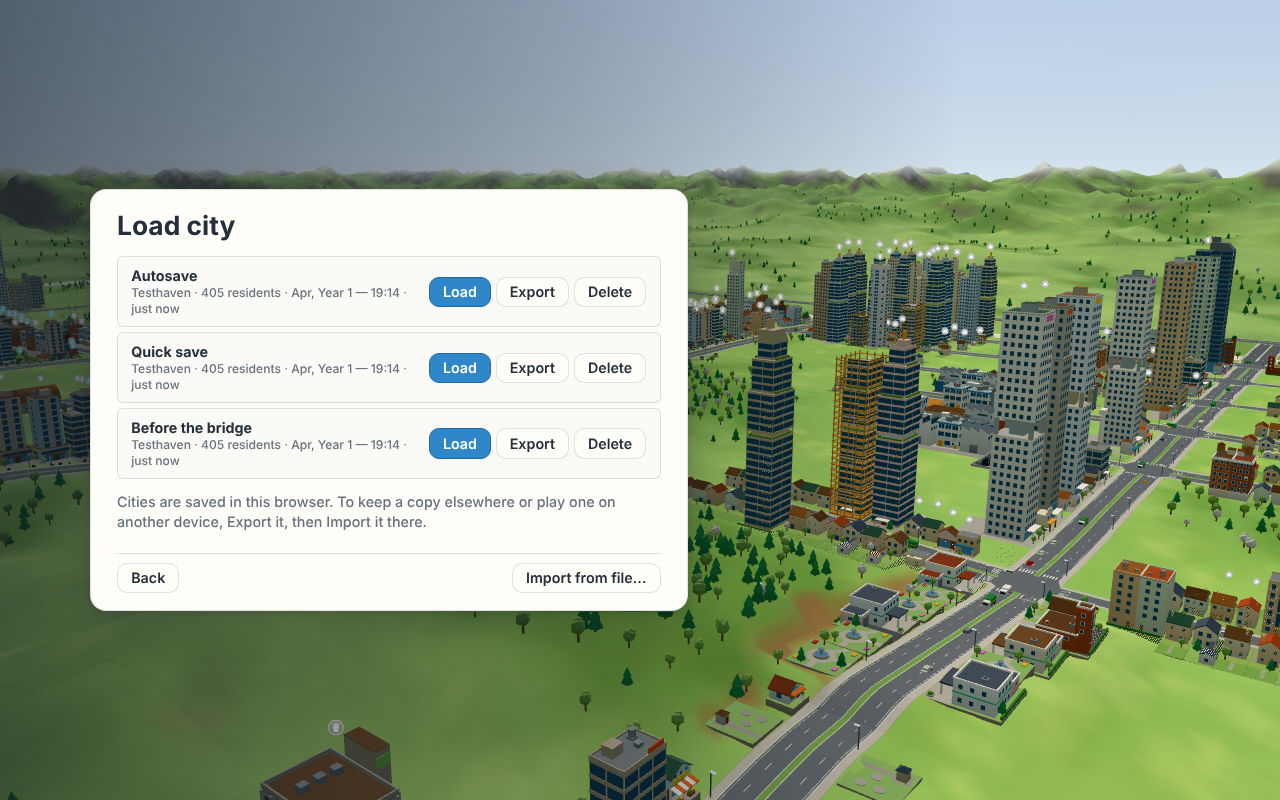 Load city
Autosave
Testhaven · 405 residents · Apr, Year 1 — 19:14 ·
just now
Load
Export
Delete
Quick save
Testhaven · 405 residents · Apr, Year 1 — 19:14 ·
just now
Load
Export
Delete
Before the bridge
Testhaven · 405 residents · Apr, Year 1 — 19:14 ·
just now
Load
Export
Delete
Cities are saved in this browser. To keep a copy elsewhere or play one on
another device, Export it, then Import it there.
Back
Import from file...